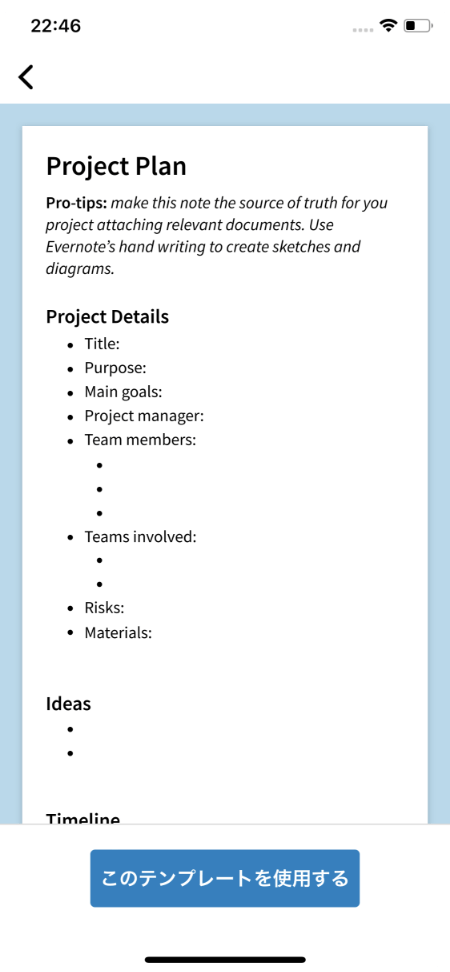 22:46
Project Plan
Pro-tips: make this note the source of truth for you
project attaching relevant documents. Use
Evernote's hand writing to create sketches and
diagrams.
Project Details
• Title:
• Purpose:
• Main goals:
• Project manager:
• Team members:
•
•
•
• Teams involved:
•
•
• Risks:
• Materials:
Ideas
•
•
Timeline
このテンプレートを使用する